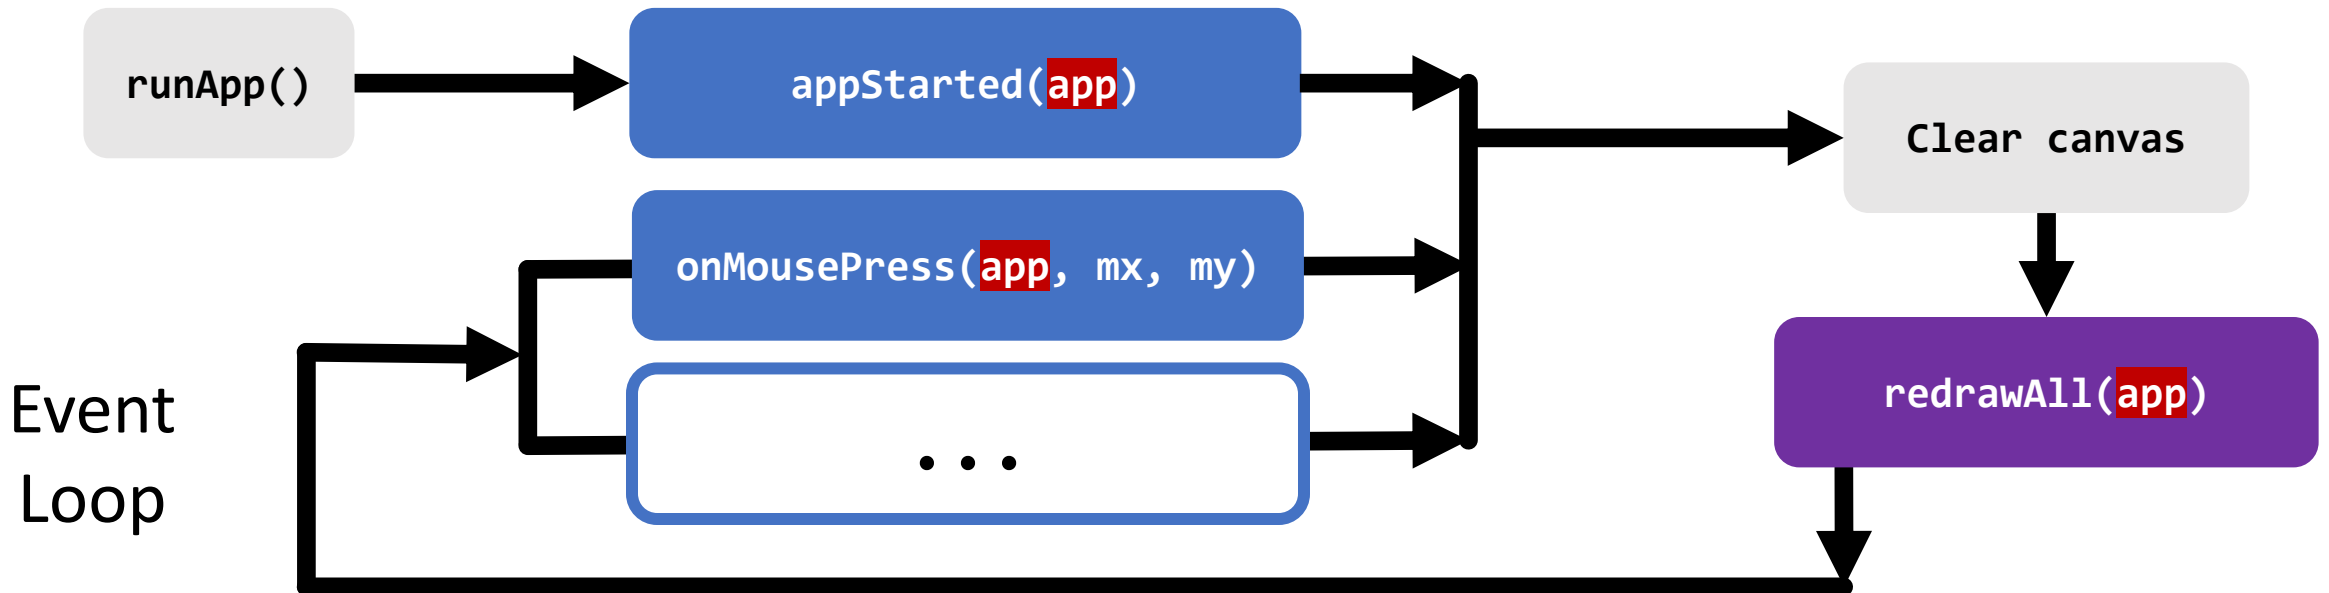 runApp()
appStarted(app)
Clear canvas
onMousePress(app, mx, my)
redrawAll(app)
Event
Loop
...